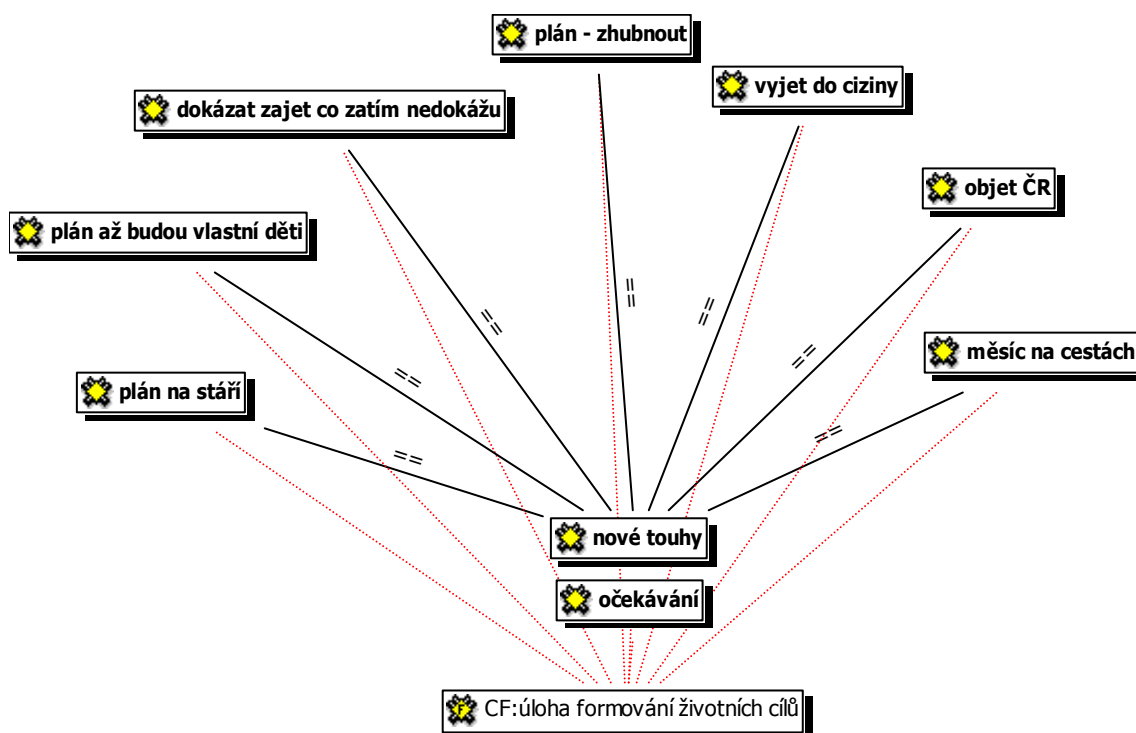 plán - zhubnout
vyjet do ciziny
dokázat zajet co zatím nedokážu
objet ČR
plán až budou vlastní děti
měsíc na cestách
plán na stáří
==
==
==
==
==
==
==
nové touhy
očekávání
CF:úloha formování životních cílů